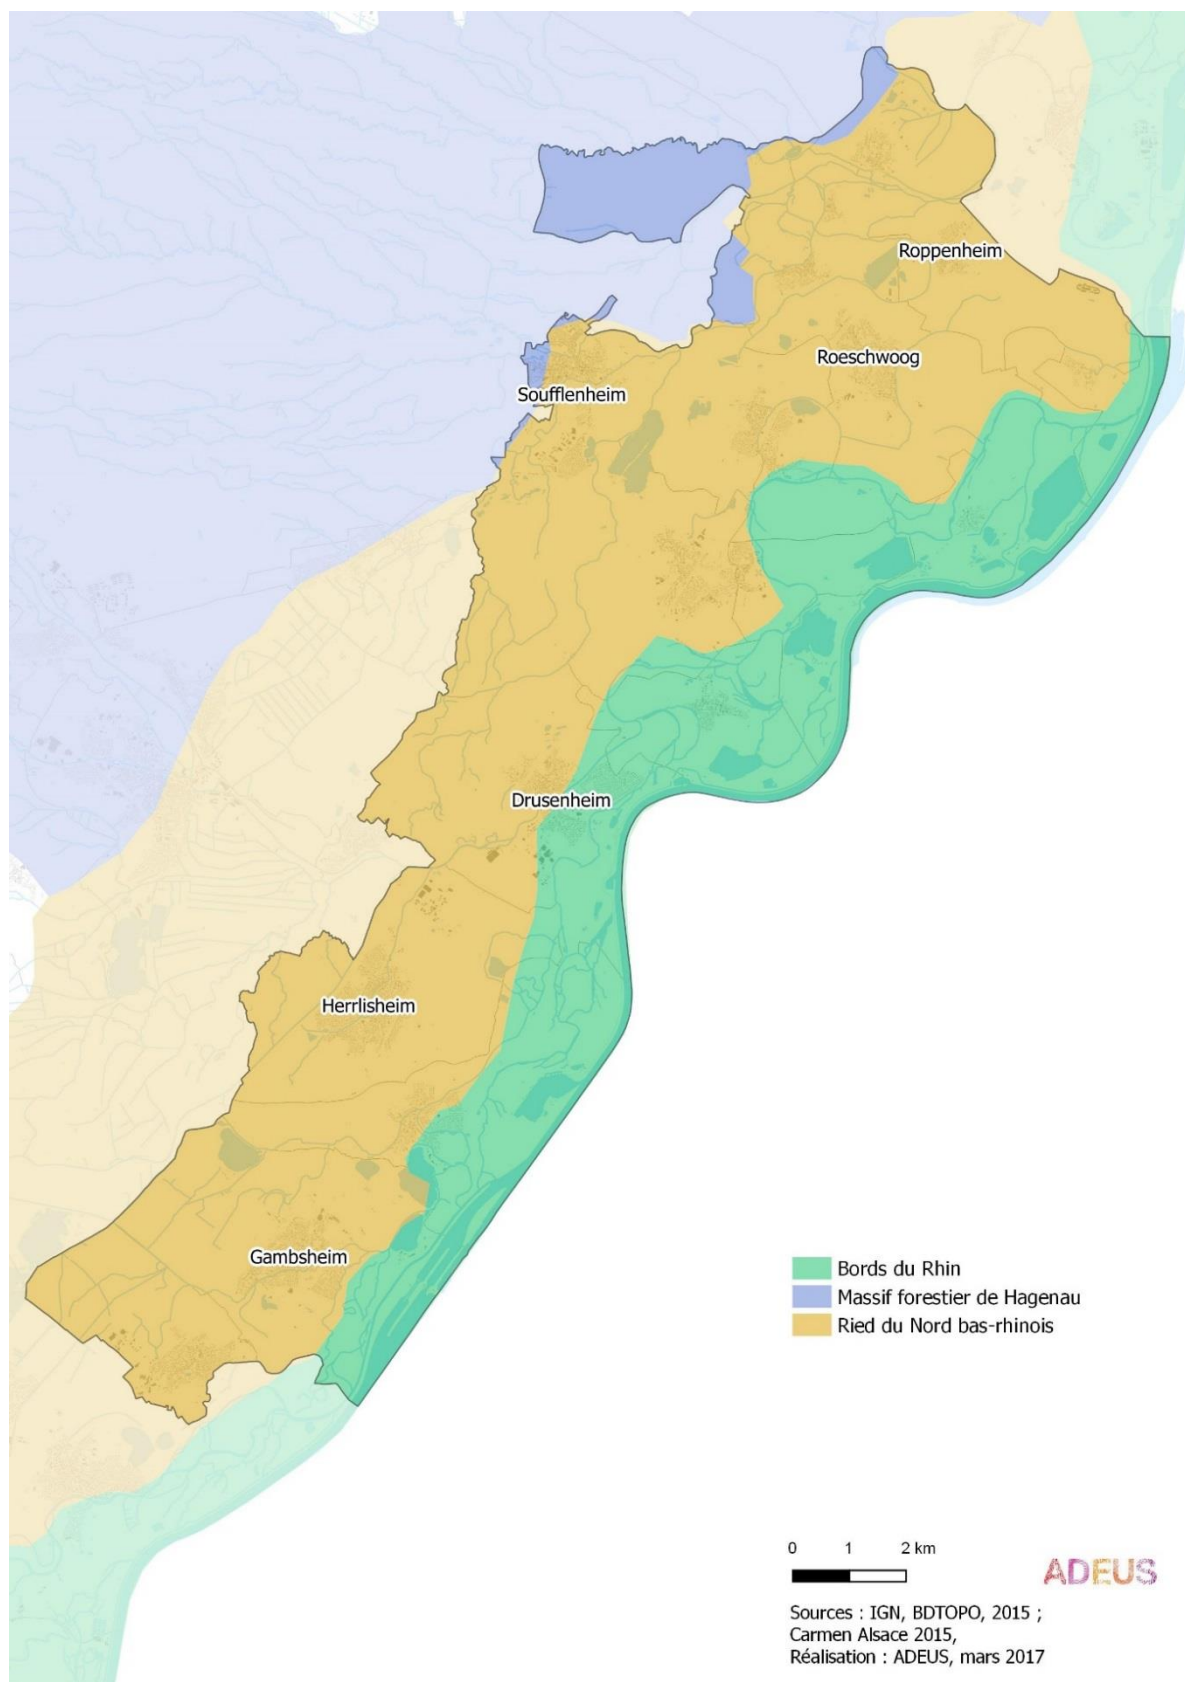 Roppenheim
Roeschwoog
Soufflenheim
Drusenheim
Herrlisheim
Gambsheim
Bords du Rhin
Massif forestier de Hagenau
Ried du Nord bas-rhinois
0 1 2 km
ADEUS
Sources : IGN, BDTOPO, 2015 ;
Carmen Alsace 2015,
Réalisation : ADEUS, mars 2017